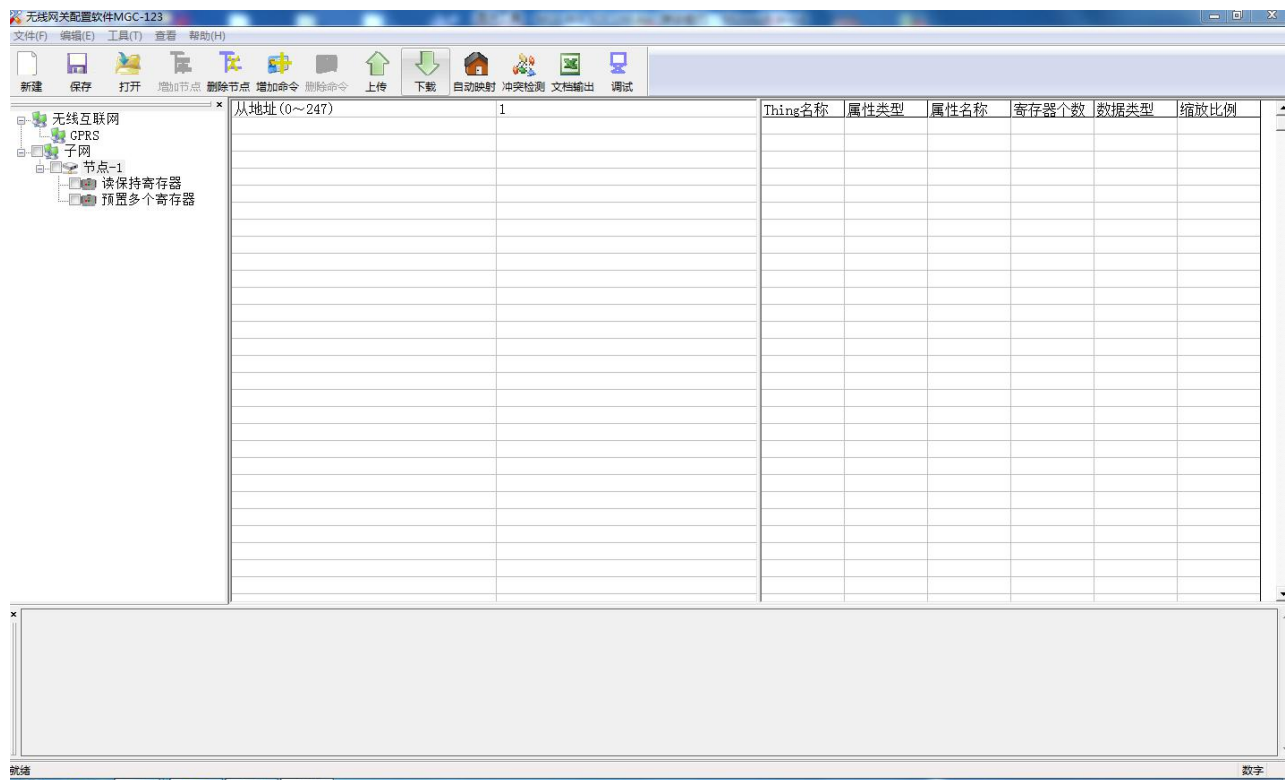 无线网关配置软件MGC-123
文件(F) 编辑(E) 工具(T) 查看 帮助(H)
新建 保存 打开 增加节点 删除节点 增加命令 删除命令 上传 下载 自动映射 冲突检测 文档输出 调试
无线互联网
GPRS
子网
节点-1
读保持寄存器
预置多个寄存器
从地址(0～247) 1
Thing名称 属性类型 属性名称 寄存器个数 数据类型 缩放比例
就绪 数字